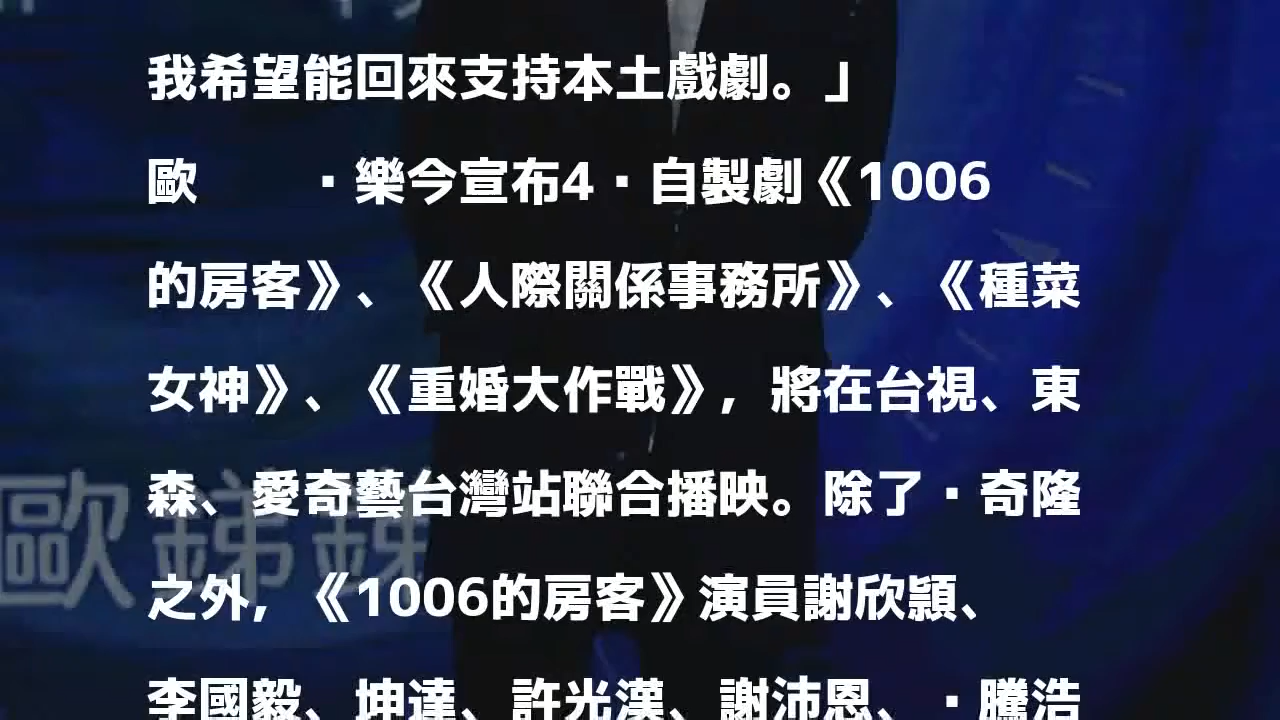 我希望能回來支持本土戲劇。」
歐 ▪樂今宣布4▪自製劇《1006
的房客》、《人際關係事務所》、《種菜
女神》、《重婚大作戰》，將在台視、東
森、愛奇藝台灣站聯合播映。除了▪奇隆
之外，《1006的房客》演員謝欣穎、
李國毅、坤達、許光漢、謝沛恩、▪騰浩
歐銻銤